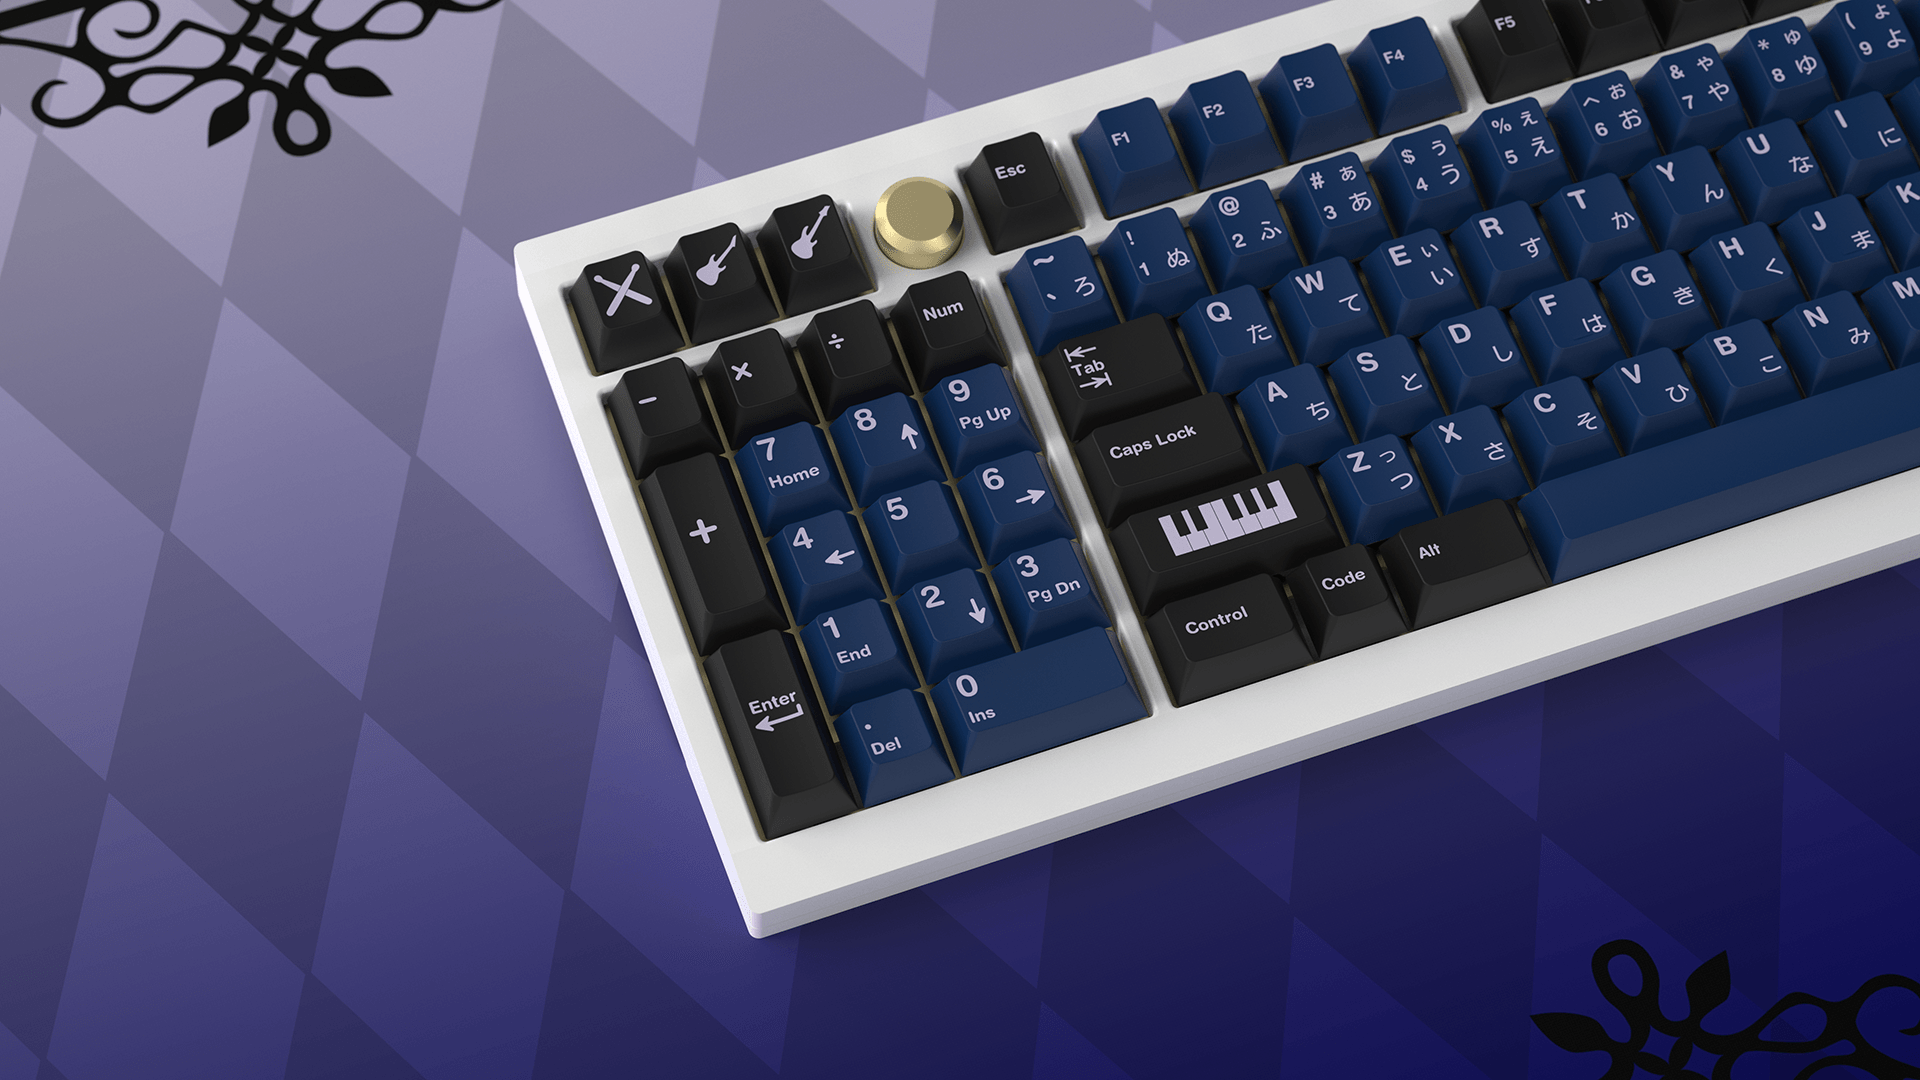 Esc
F1
F2
F3
F4
F5
Num
÷
×
−
7
Home
8
↑
9
Pg Up
+
4
←
5
6
→
1
End
2
↓
3
Pg Dn
Enter
0
Ins
.
Del
~
` ろ
!
1 ぬ
@
2 ふ
# ぁ
3 あ
$ ぅ
4 う
% ぇ
5 え
へ ぉ
6 お
& ゃ
7 や
* ゅ
8 ゆ
( ょ
9 よ
Tab
Q
た
W
て
E ぃ
い
R
す
T
か
Y
ん
U
な
I
に
Caps Lock
A
ち
S
と
D
し
F
は
G
き
H
く
J
ま
K
Z っ
つ
X
さ
C
そ
V
ひ
B
こ
N
み
M
Control
Code
Alt